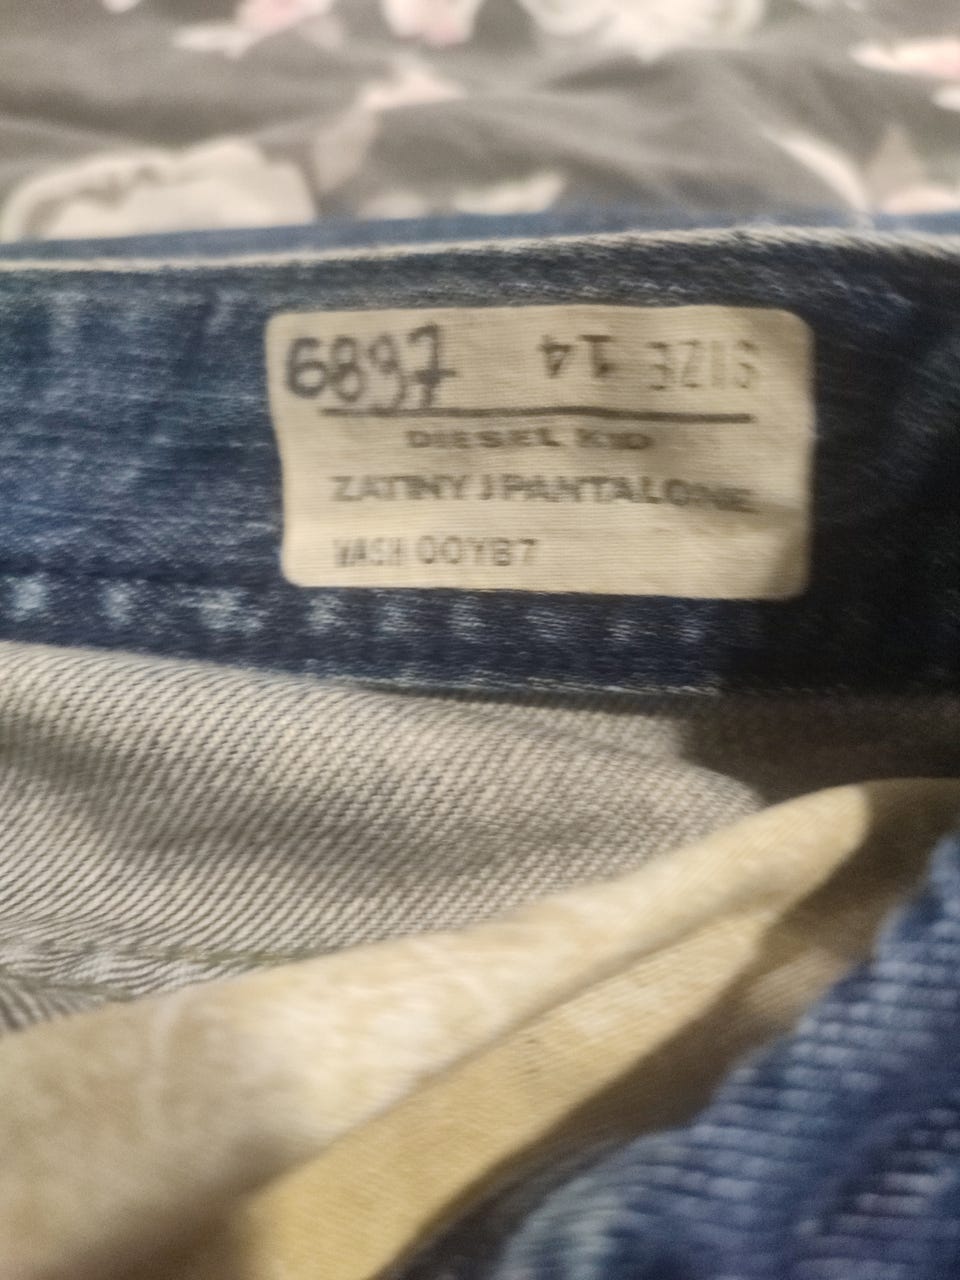 6897 SIZE 14
DIESEL KID
ZATINY J PANTALONE
WASH 00YB7